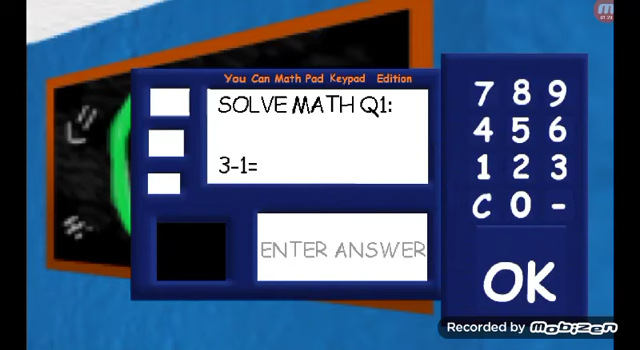 You Can Math Pad Keypad Edition
SOLVE MATH Q1:
3-1=
ENTER ANSWER
7 8 9
4 5 6
1 2 3
C 0 -
OK
Recorded by Mobizen